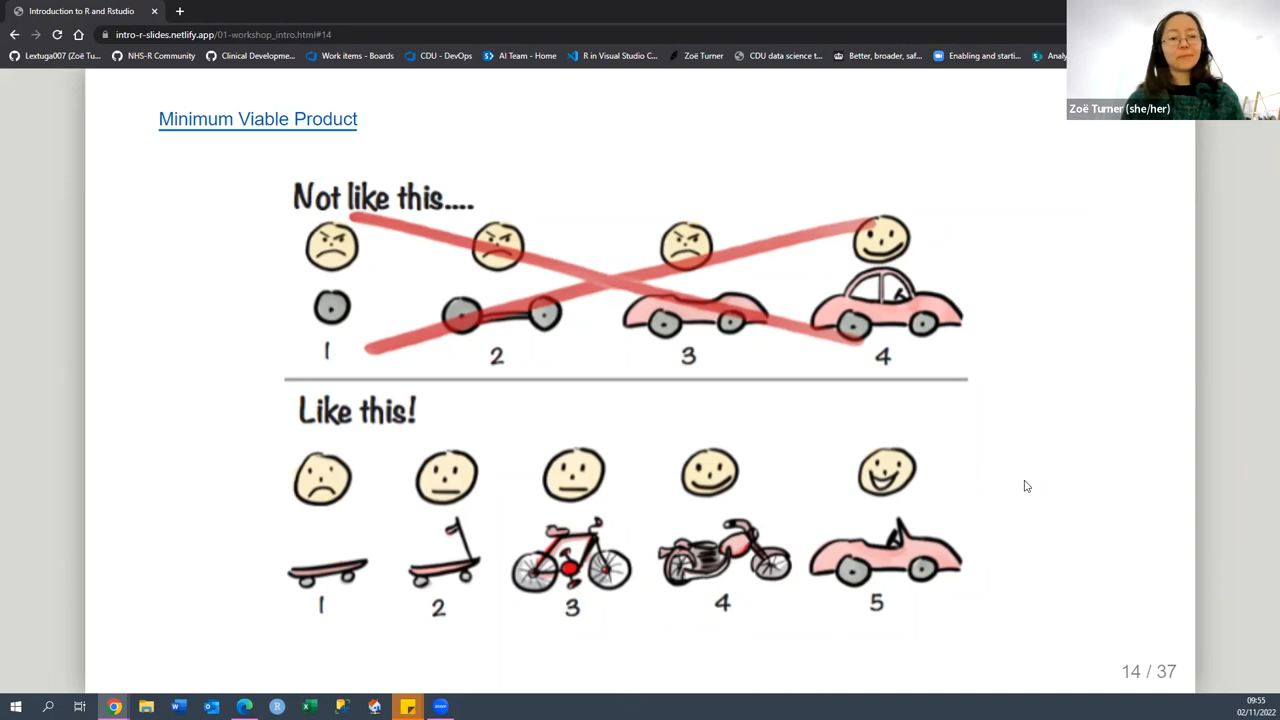 Introduction to R and Rstudio
intro-r-slides.netlify.app/01-workshop_intro.html#14
Lextuga007 (Zoë Tu...
NHS-R Community
Clinical Developme...
Work items - Boards
CDU - DevOps
AI Team - Home
R in Visual Studio C...
Zoë Turner
CDU data science t...
Better, broader, saf...
Enabling and starti...
Analy
Zoë Turner (she/her)
Minimum Viable Product
Not like this....
1
2
3
4
Like this!
1
2
3
4
5
14 / 37
09:55
02/11/2022